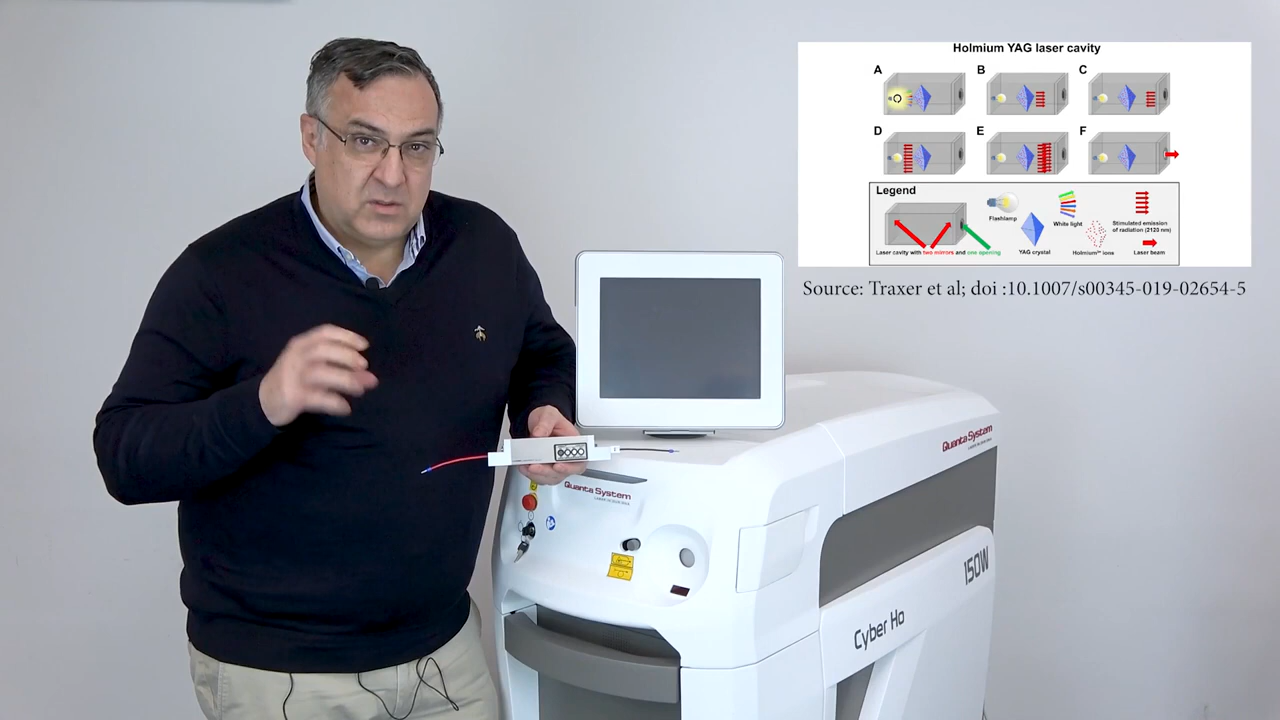 Holmium YAG laser cavity
A
B
C
D
E
F
Legend
Flashlamp
White light
Stimulated emission
of radiation (2120 nm)
YAG crystal
Laser cavity with two mirrors and one opening
Laser beam
Source: Traxer et al; doi :10.1007/s00345-019-02654-5
Quanta System
Quanta System
150W
Cyber Ho